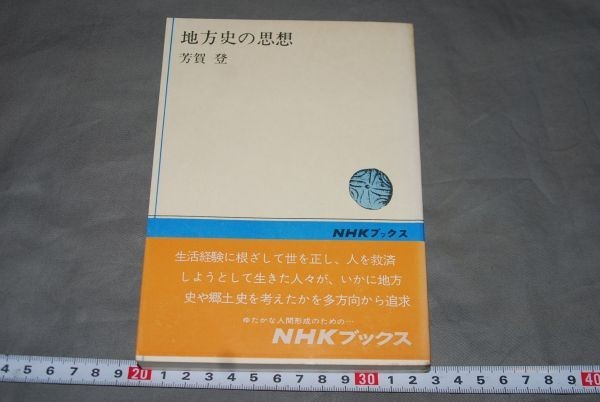 地方史の思想
芳賀 登
NHKブックス
生活経験に根ざして世を正し、人を救済
しようとして生きた人々が、いかに地方
史や郷土史を考えたかを多方向から追求
ゆたかな人間形成のための…
NHKブックス
4 5 6 7 8 9 20 1 2 3 4 5 6 7 8 9 30 1 2 3 4 5 6 7 8 9 40